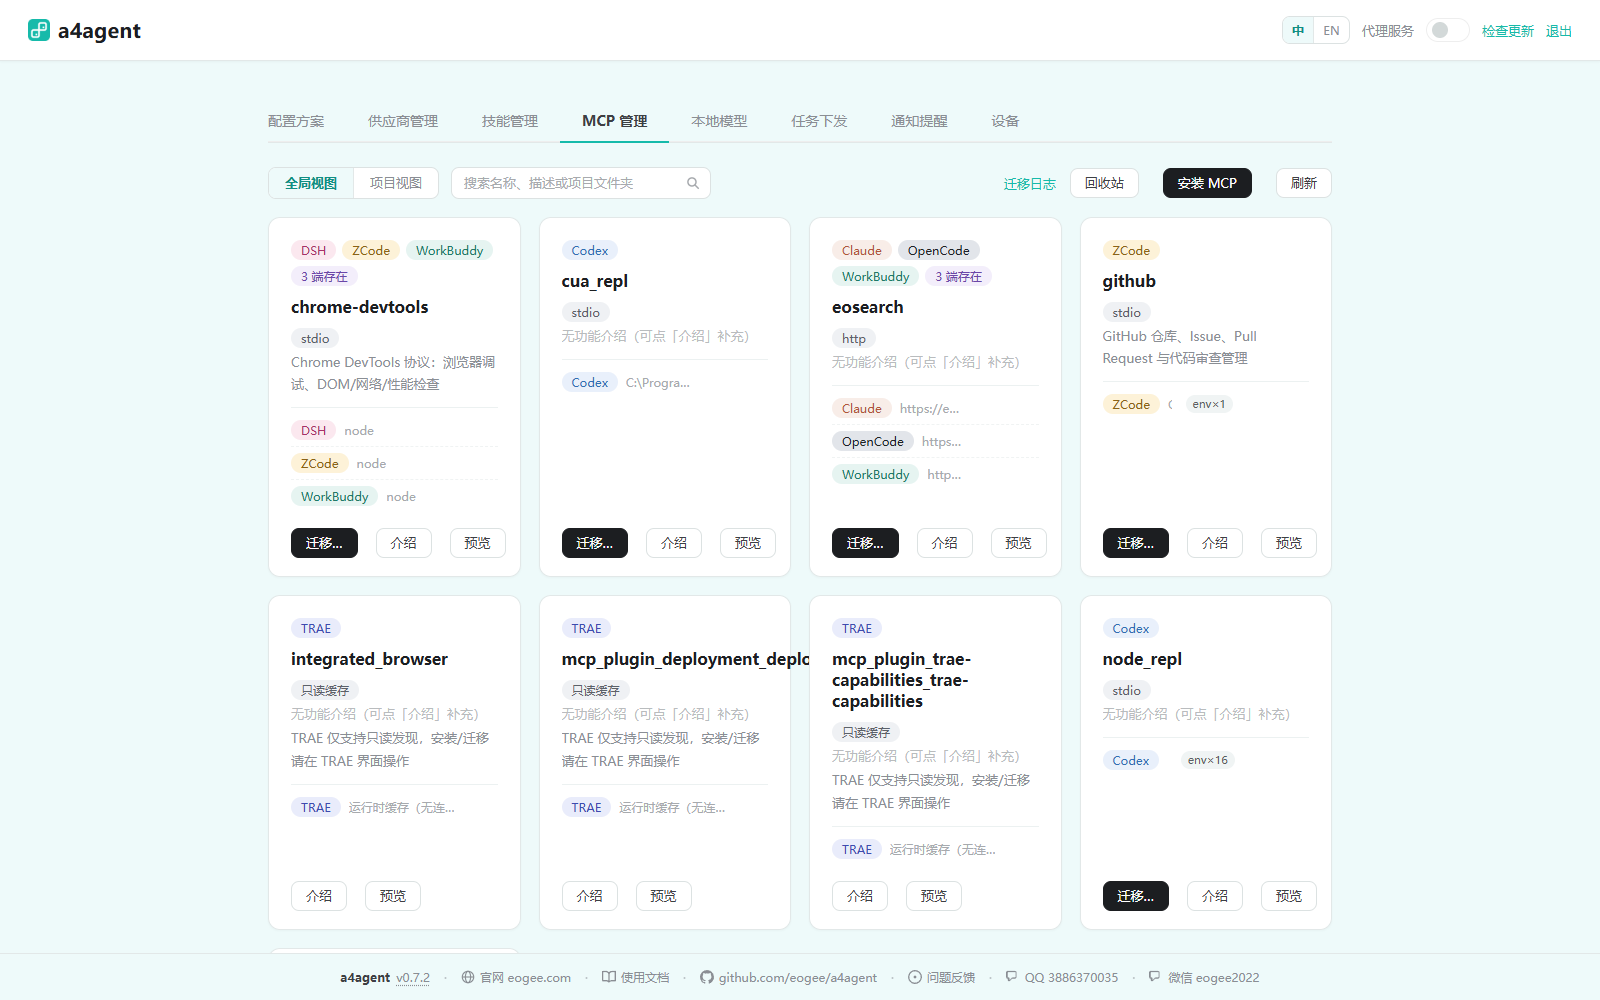 a4agent
中 EN 代理服务 检查更新 退出
配置方案 供应商管理 技能管理 MCP 管理 本地模型 任务下发 通知提醒 设备
全局视图 项目视图 搜索名称、描述或项目文件夹 迁移日志 回收站 安装 MCP 刷新
DSH ZCode WorkBuddy
3 端存在
chrome-devtools
stdio
Chrome DevTools 协议：浏览器调
试、DOM/网络/性能检查
DSH node
ZCode node
WorkBuddy node
迁移... 介绍 预览
Codex
cua_repl
stdio
无功能介绍（可点「介绍」补充）
Codex C:\Progra...
迁移... 介绍 预览
Claude OpenCode
WorkBuddy 3 端存在
eosearch
http
无功能介绍（可点「介绍」补充）
Claude https://e...
OpenCode https...
WorkBuddy http...
迁移... 介绍 预览
ZCode
github
stdio
GitHub 仓库、Issue、Pull
Request 与代码审查管理
ZCode env×1
迁移... 介绍 预览
TRAE
integrated_browser
只读缓存
无功能介绍（可点「介绍」补充）
TRAE 仅支持只读发现，安装/迁移
请在 TRAE 界面操作
TRAE 运行时缓存（无连...
介绍 预览
TRAE
mcp_plugin_deployment_deplo
只读缓存
无功能介绍（可点「介绍」补充）
TRAE 仅支持只读发现，安装/迁移
请在 TRAE 界面操作
TRAE 运行时缓存（无连...
介绍 预览
TRAE
mcp_plugin_trae-
capabilities_trae-
capabilities
只读缓存
无功能介绍（可点「介绍」补充）
TRAE 仅支持只读发现，安装/迁移
请在 TRAE 界面操作
TRAE 运行时缓存（无连...
介绍 预览
Codex
node_repl
stdio
无功能介绍（可点「介绍」补充）
Codex env×16
迁移... 介绍 预览
a4agent v0.7.2 · 官网 eogee.com · 使用文档 · github.com/eogee/a4agent · 问题反馈 · QQ 3886370035 · 微信 eogee2022